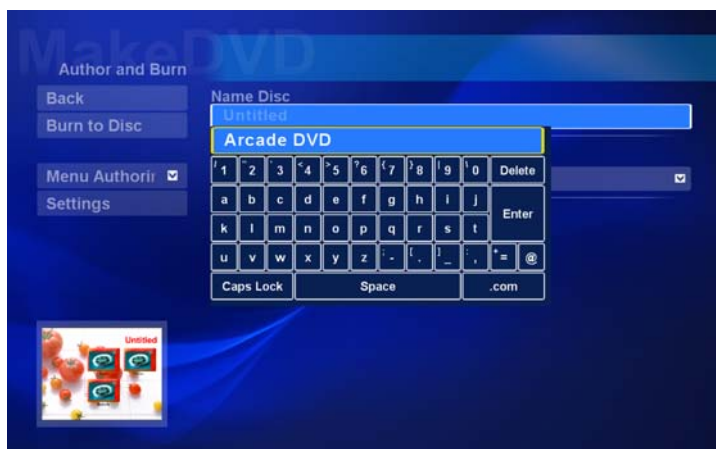 MakeDVD
Author and Burn
Back
Burn to Disc
Menu Authorir
Settings
Name Disc
Untitled
Arcade DVD
1 2 3 4 5 6 7 8 9 0 Delete
a b c d e f g h i j
Enter
k l m n o p q r s t
u v w x y z - . _ , = @
Caps Lock Space .com
Untitled